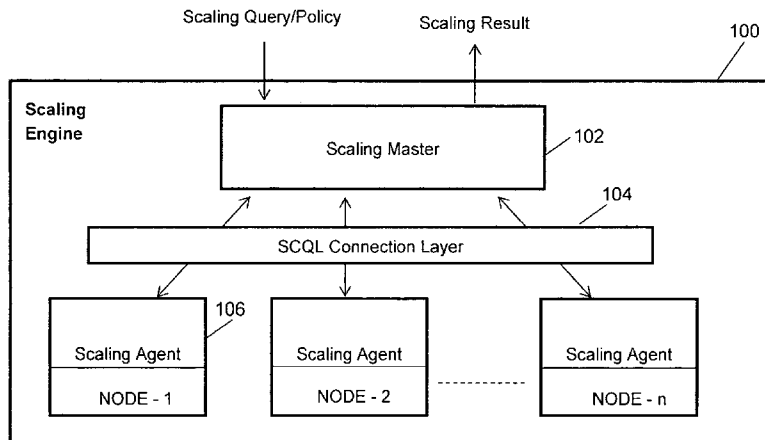 Scaling Query/Policy
Scaling Result
100
Scaling
Engine
Scaling Master
102
104
SCQL Connection Layer
106
Scaling Agent
Scaling Agent
Scaling Agent
NODE - 1
NODE - 2
NODE - n